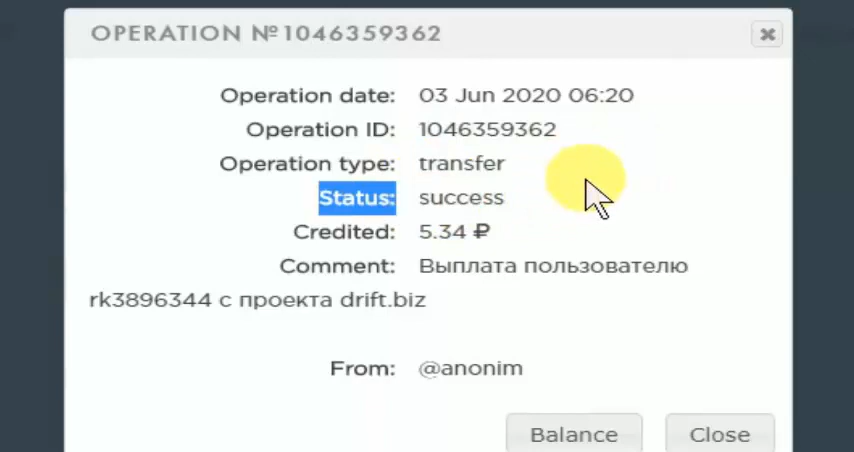 OPERATION №1046359362
Operation date: 03 Jun 2020 06:20
Operation ID: 1046359362
Operation type: transfer
Status: success
Credited: 5.34 ₽
Comment: Выплата пользователю
rk3896344 с проекта drift.biz
From: @anonim
Balance Close